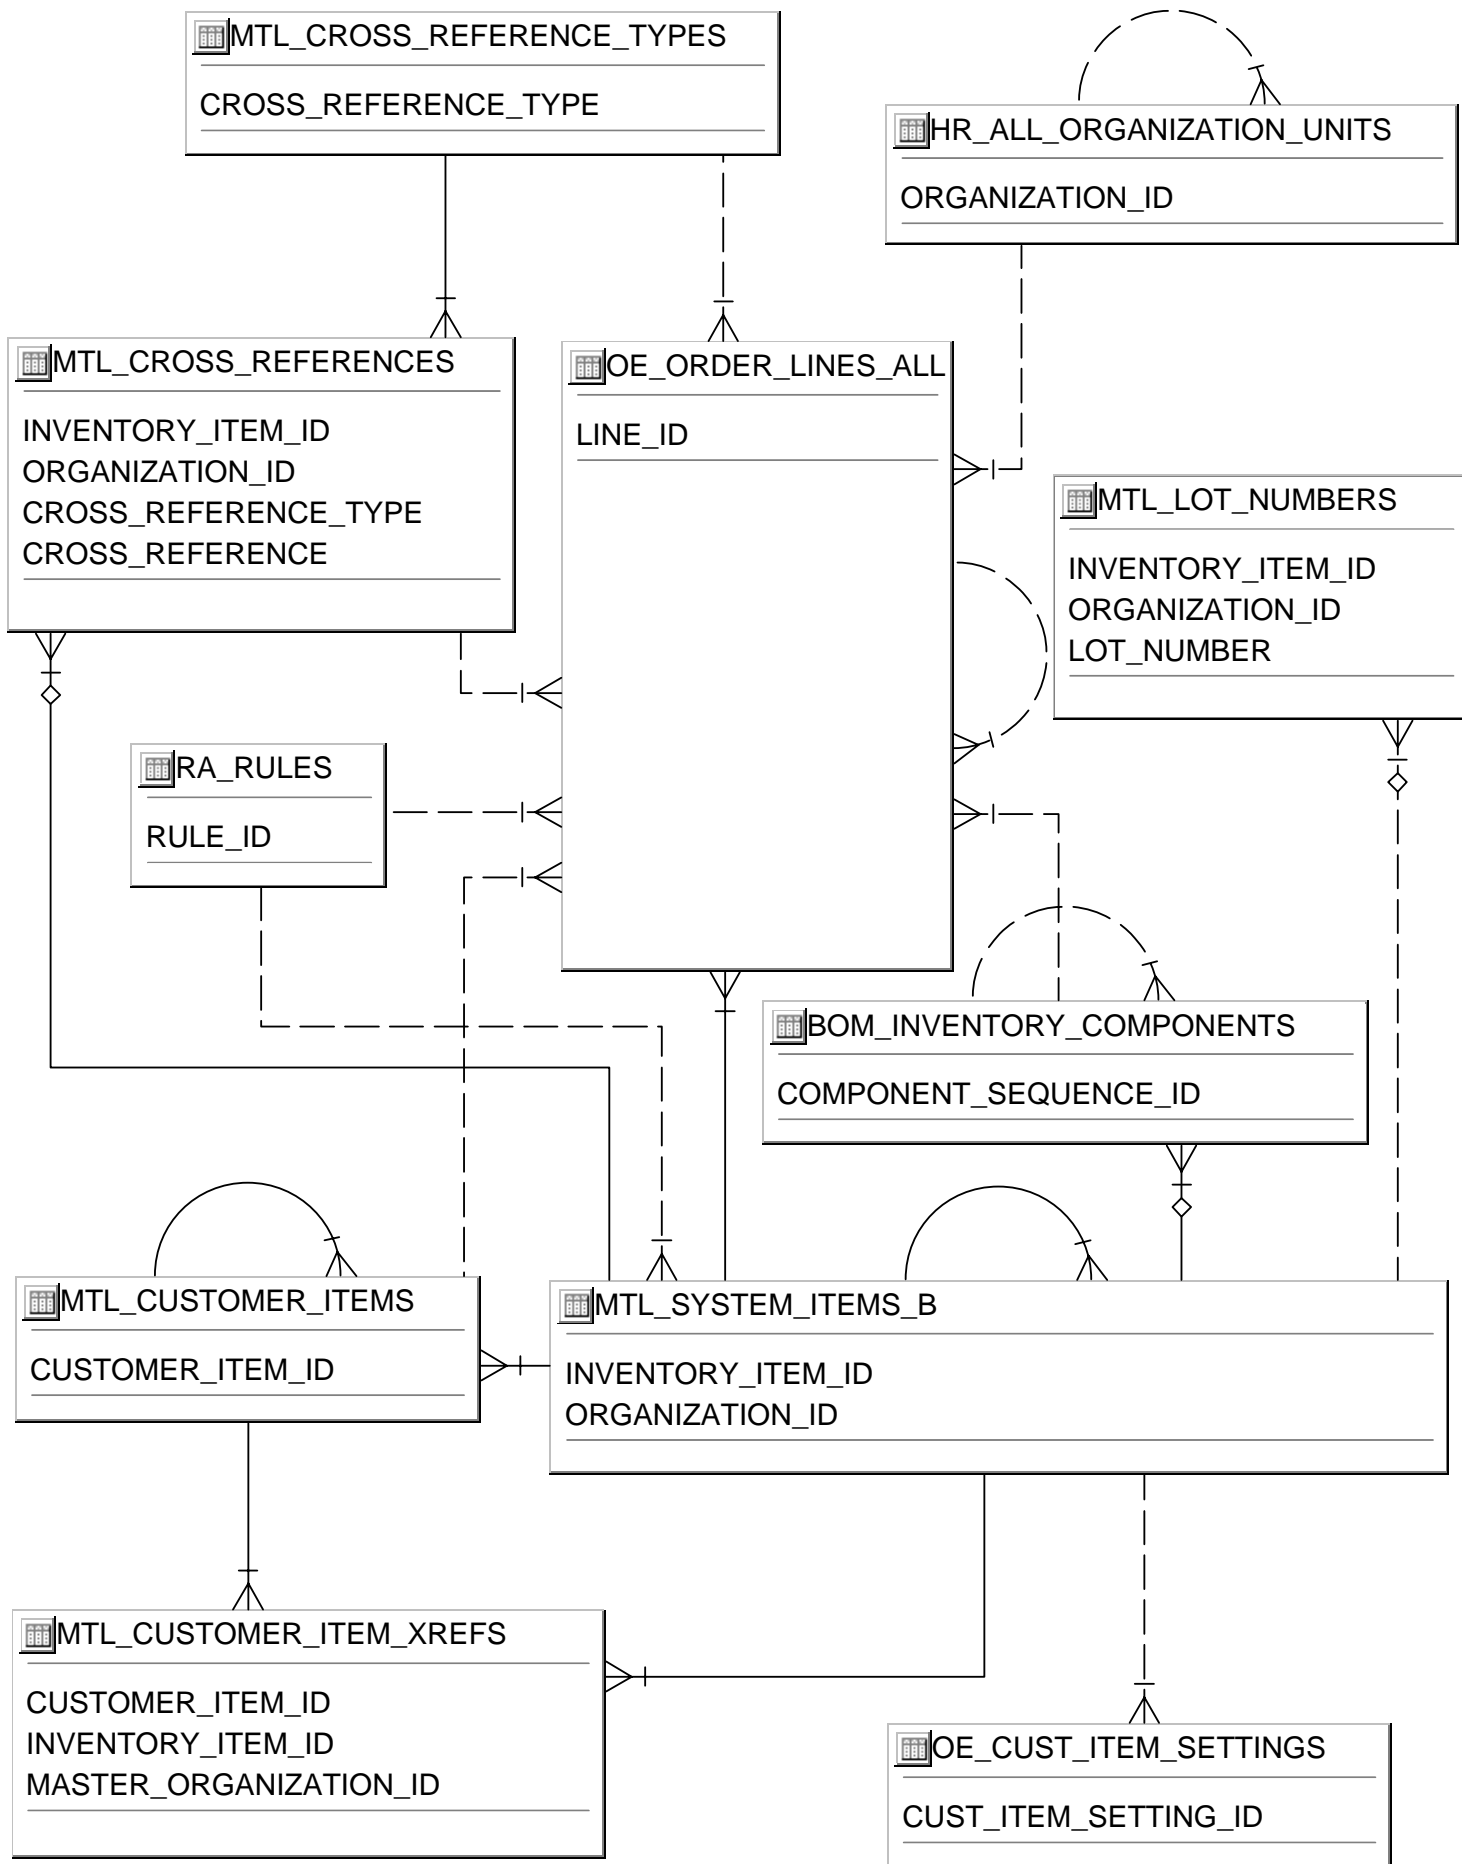 MTL_CROSS_REFERENCE_TYPES
CROSS_REFERENCE_TYPE
HR_ALL_ORGANIZATION_UNITS
ORGANIZATION_ID
MTL_CROSS_REFERENCES
INVENTORY_ITEM_ID
ORGANIZATION_ID
CROSS_REFERENCE_TYPE
CROSS_REFERENCE
OE_ORDER_LINES_ALL
LINE_ID
MTL_LOT_NUMBERS
INVENTORY_ITEM_ID
ORGANIZATION_ID
LOT_NUMBER
RA_RULES
RULE_ID
BOM_INVENTORY_COMPONENTS
COMPONENT_SEQUENCE_ID
MTL_CUSTOMER_ITEMS
CUSTOMER_ITEM_ID
MTL_SYSTEM_ITEMS_B
INVENTORY_ITEM_ID
ORGANIZATION_ID
MTL_CUSTOMER_ITEM_XREFS
CUSTOMER_ITEM_ID
INVENTORY_ITEM_ID
MASTER_ORGANIZATION_ID
OE_CUST_ITEM_SETTINGS
CUST_ITEM_SETTING_ID